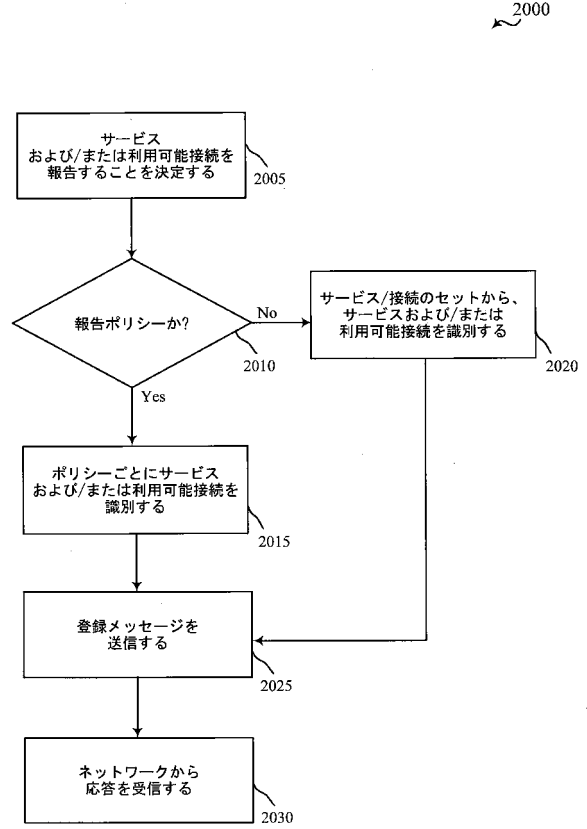 2000
サービス
および/または利用可能接続を
報告することを決定する
2005
報告ポリシーか?
2010
No
Yes
サービス/接続のセットから、
サービスおよび/または
利用可能接続を識別する
2020
ポリシーごとにサービス
および/または利用可能接続を
識別する
2015
登録メッセージを
送信する
2025
ネットワークから
応答を受信する
2030